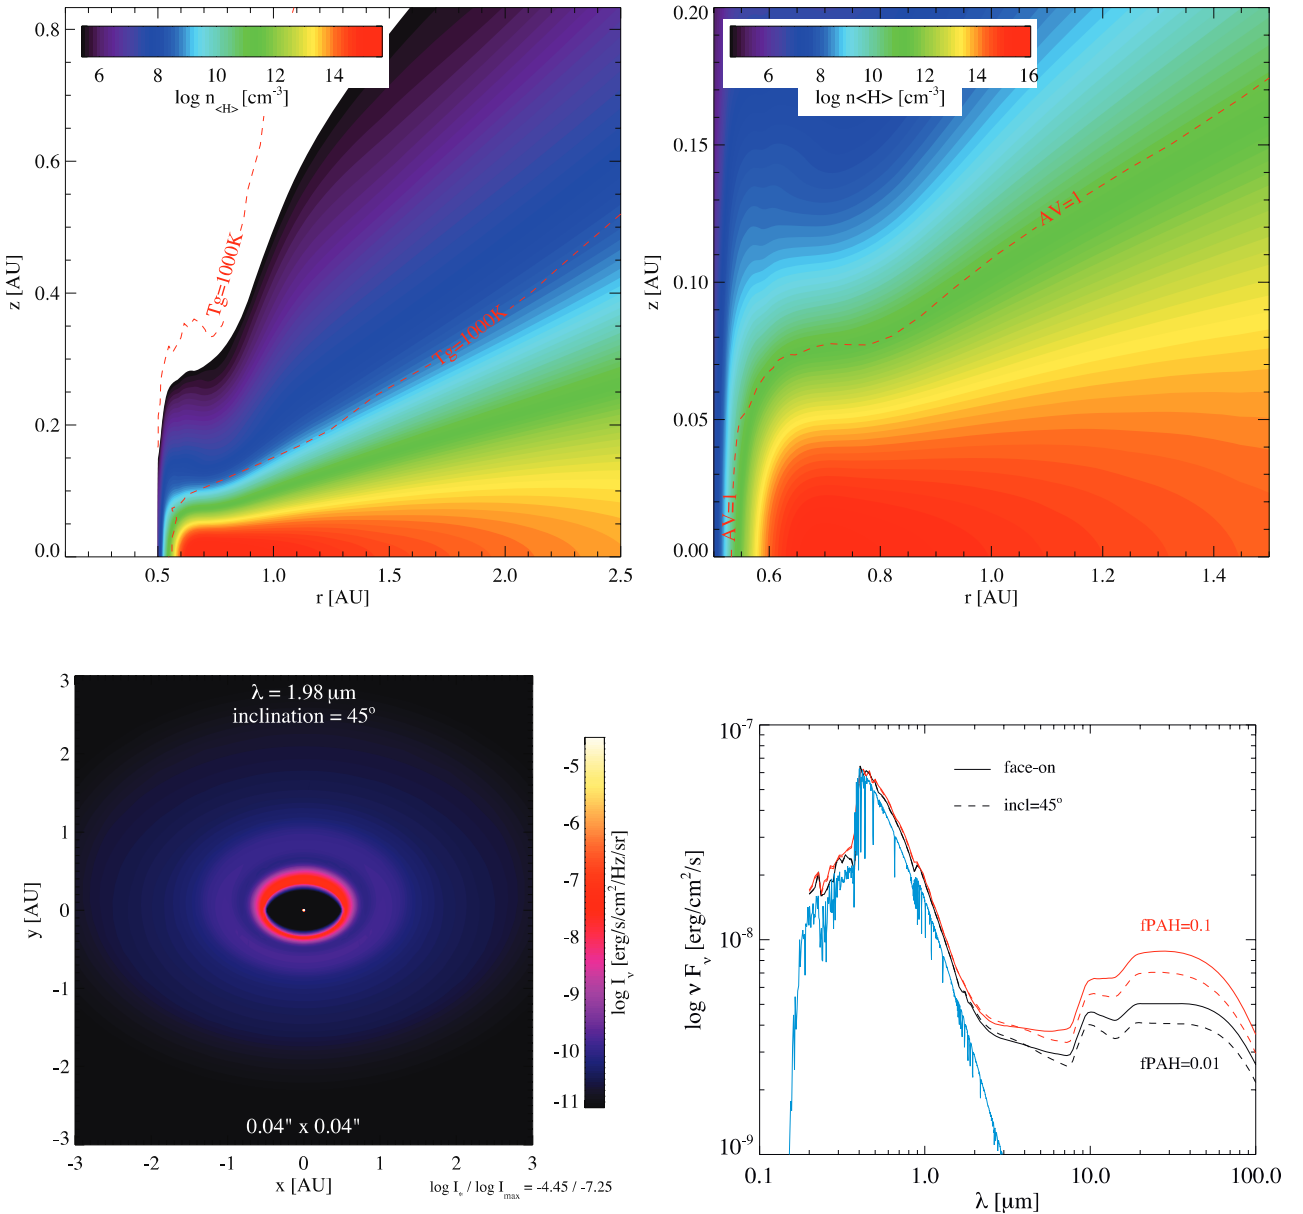 0.8
0.6
0.4
0.2
0.0
z [AU]
6 8 10 12 14
log n<H> [cm-3]
Tg=1000K
Tg=1000K
0.5 1.0 1.5 2.0 2.5
r [AU]
0.20
0.15
0.10
0.05
0.00
z [AU]
6 8 10 12 14 16
log n<H> [cm-3]
AV=1
AV=1
0.6 0.8 1.0 1.2 1.4
r [AU]
3
2
1
0
-1
-2
-3
y [AU]
λ = 1.98 μm
inclination = 45°
0.04" x 0.04"
-3 -2 -1 0 1 2 3
x [AU]
log I* / log Imax = -4.45 / -7.25
-5
-6
-7
-8
-9
-10
-11
log Iν [erg/s/cm2/Hz/sr]
10-7
10-8
10-9
log ν Fν [erg/cm2/s]
face-on
incl=45°
fPAH=0.1
fPAH=0.01
0.1 1.0 10.0 100.0
λ [μm]